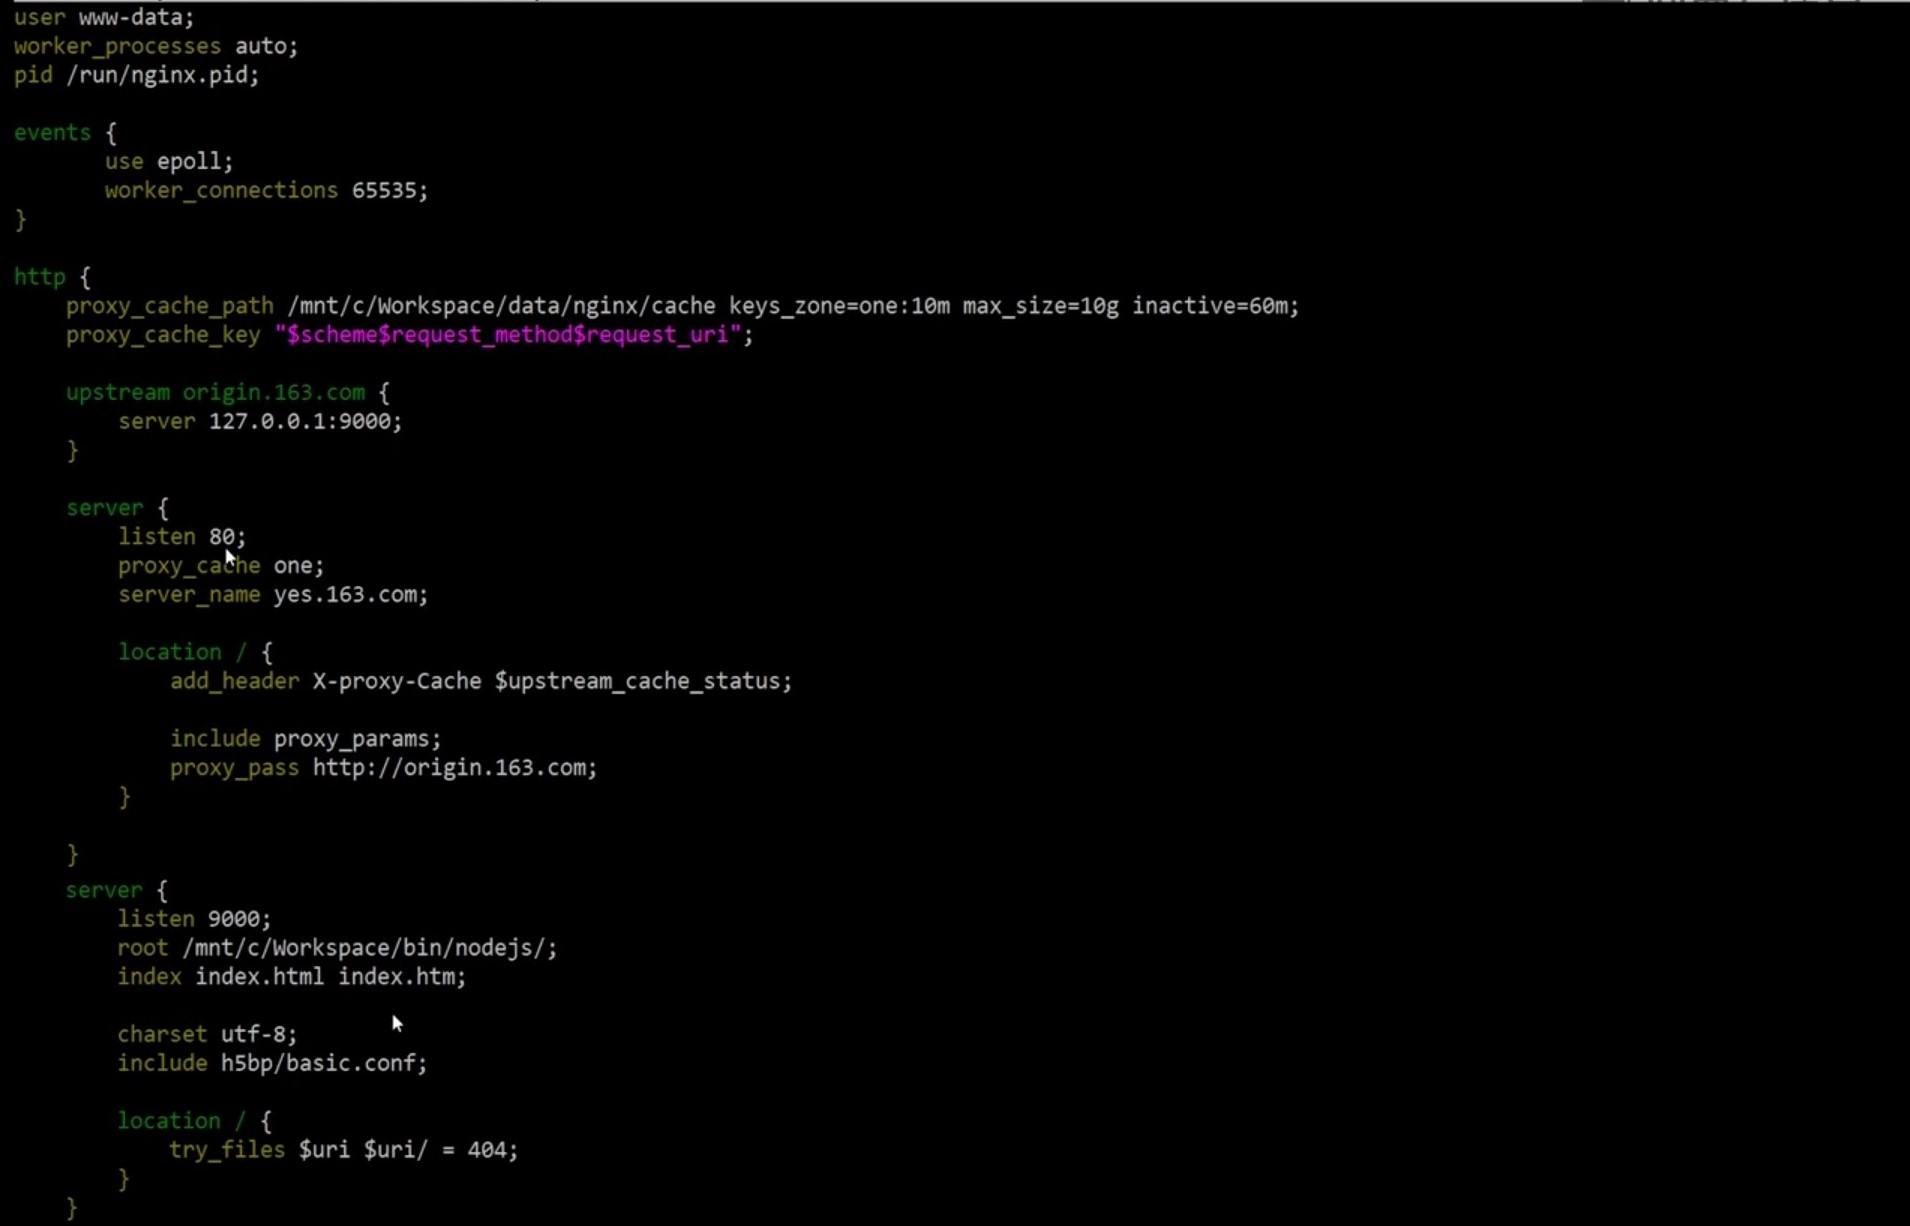 user www-data;
worker_processes auto;
pid /run/nginx.pid;
events {
use epoll;
worker_connections 65535;
}
http {
proxy_cache_path /mnt/c/Workspace/data/nginx/cache keys_zone=one:10m max_size=10g inactive=60m;
proxy_cache_key "$scheme$request_method$request_uri";
upstream origin.163.com {
server 127.0.0.1:9000;
}
server {
listen 80;
proxy_cache one;
server_name yes.163.com;
location / {
add_header X-proxy-Cache $upstream_cache_status;
include proxy_params;
proxy_pass http://origin.163.com;
}
}
server {
listen 9000;
root /mnt/c/Workspace/bin/nodejs/;
index index.html index.htm;
charset utf-8;
include h5bp/basic.conf;
location / {
try_files $uri $uri/ = 404;
}
}